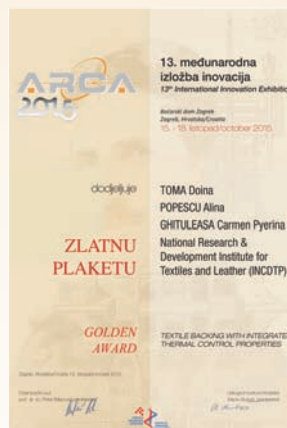 ARCA
2015
13. međunarodna
izložba inovacija
13th International Innovation Exhibition
Zagreb, Hrvatska/Croatia
15. - 18. listopad/october 2015.
dodjeljuje
ZLATNU
PLAKETU
TOMA Doina
POPESCU Alina
GHITULEASA Carmen Pyerina
National Research &
Development Institute for
Textiles and Leather (INCDTP)
GOLDEN
AWARD
TEXTILE BACKING WITH INTEGRATED
THERMAL CONTROL PROPERTIES